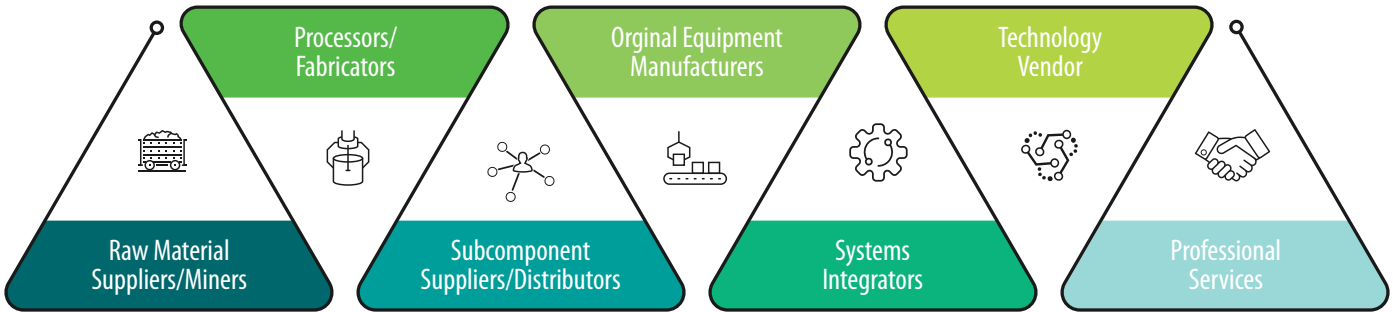 Raw Material
Suppliers/Miners
Processors/
Fabricators
Subcomponent
Suppliers/Distributors
Orginal Equipment
Manufacturers
Systems
Integrators
Technology
Vendor
Professional
Services